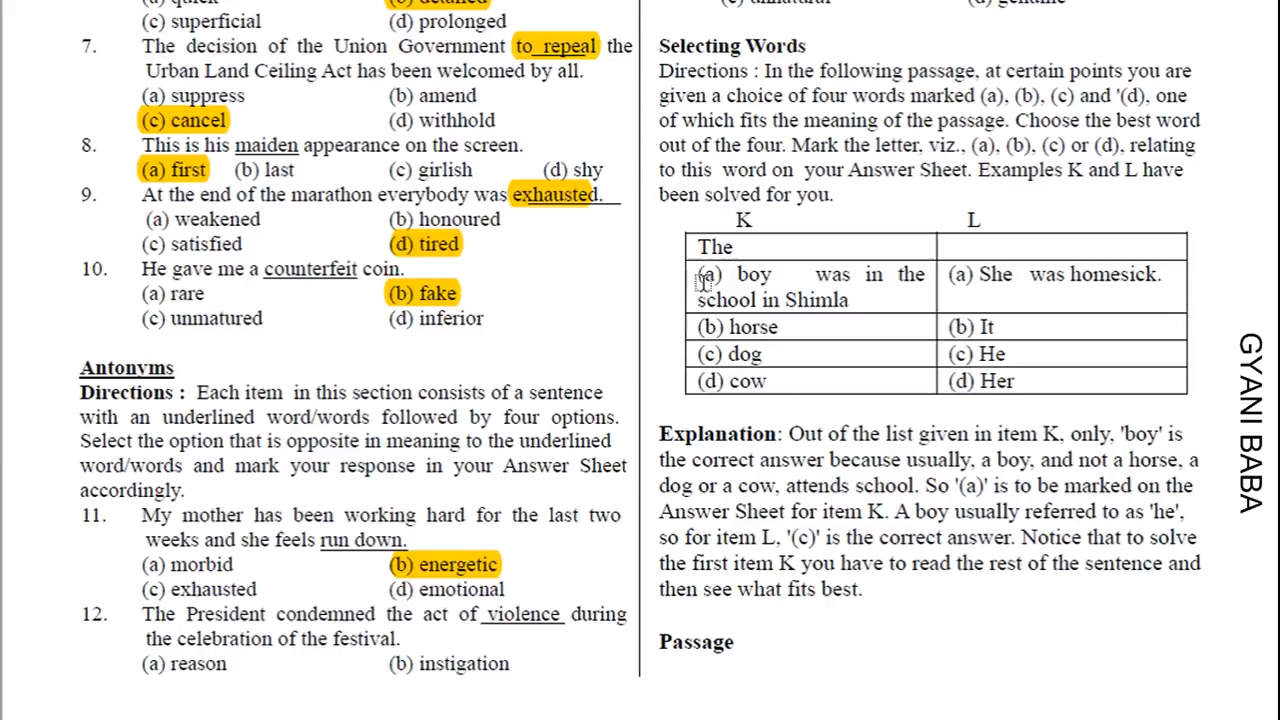 (a) quick (b) detailed
(c) superficial (d) prolonged
7. The decision of the Union Government to repeal the
Urban Land Ceiling Act has been welcomed by all.
(a) suppress (b) amend
(c) cancel (d) withhold
8. This is his maiden appearance on the screen.
(a) first (b) last (c) girlish (d) shy
9. At the end of the marathon everybody was exhausted.
(a) weakened (b) honoured
(c) satisfied (d) tired
10. He gave me a counterfeit coin.
(a) rare (b) fake
(c) unmatured (d) inferior
Antonyms
Directions : Each item in this section consists of a sentence
with an underlined word/words followed by four options.
Select the option that is opposite in meaning to the underlined
word/words and mark your response in your Answer Sheet
accordingly.
11. My mother has been working hard for the last two
weeks and she feels run down.
(a) morbid (b) energetic
(c) exhausted (d) emotional
12. The President condemned the act of violence during
the celebration of the festival.
(a) reason (b) instigation
(c) unnatural (d) genuine
Selecting Words
Directions : In the following passage, at certain points you are
given a choice of four words marked (a), (b), (c) and '(d), one
of which fits the meaning of the passage. Choose the best word
out of the four. Mark the letter, viz., (a), (b), (c) or (d), relating
to this word on your Answer Sheet. Examples K and L have
been solved for you.
K L
The
(a) boy was in the (a) She was homesick.
school in Shimla
(b) horse (b) It
(c) dog (c) He
(d) cow (d) Her
Explanation: Out of the list given in item K, only, 'boy' is
the correct answer because usually, a boy, and not a horse, a
dog or a cow, attends school. So '(a)' is to be marked on the
Answer Sheet for item K. A boy usually referred to as 'he',
so for item L, '(c)' is the correct answer. Notice that to solve
the first item K you have to read the rest of the sentence and
then see what fits best.
Passage
GYANI BABA